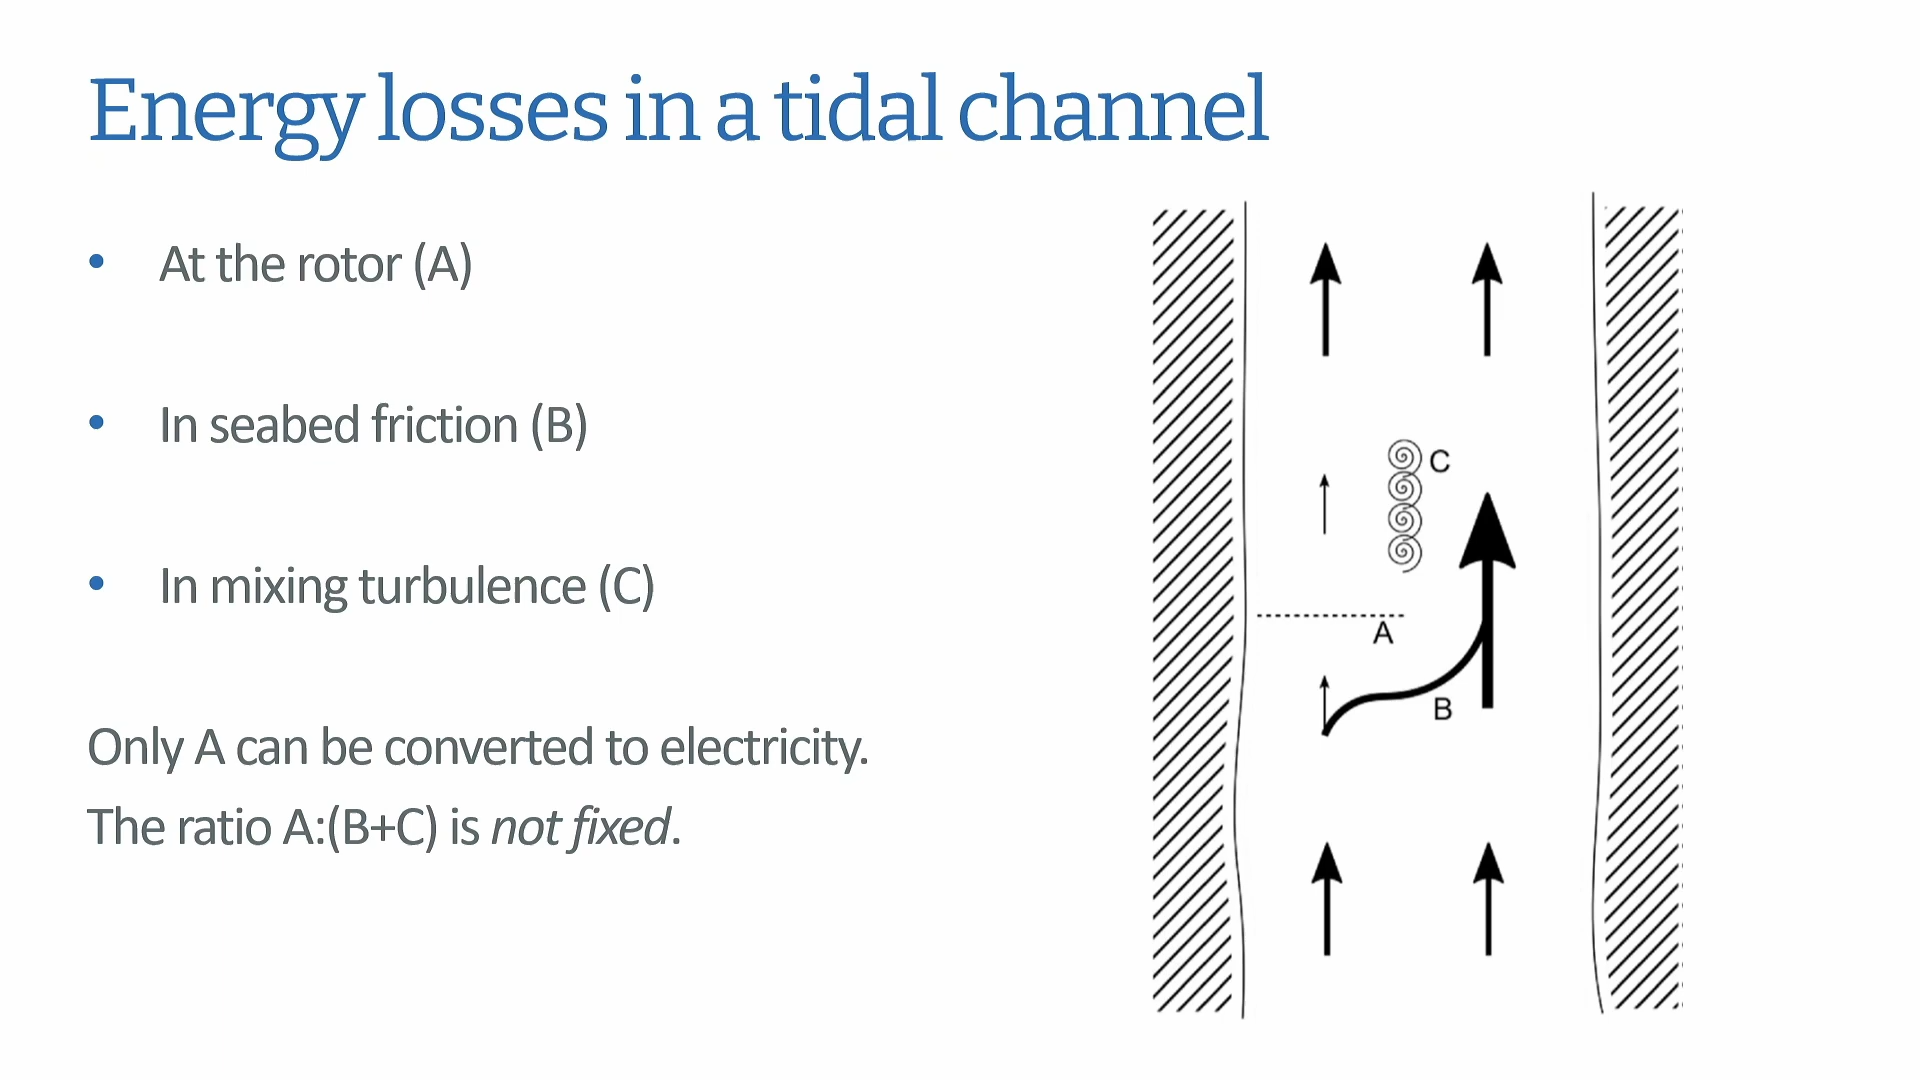 Energy losses in a tidal channel
• At the rotor (A)
• In seabed friction (B)
• In mixing turbulence (C)
Only A can be converted to electricity.
The ratio A:(B+C) is not fixed.
C
A
B